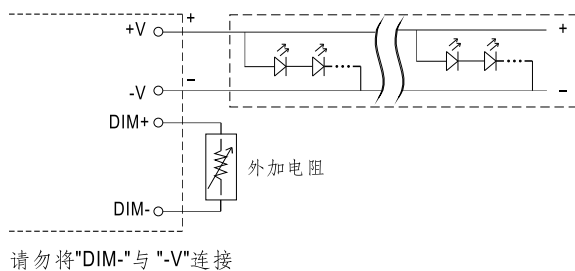 +V
+
+
−
-V
−
DIM+
外加电阻
DIM-
请勿将"DIM-"与 "-V"连接